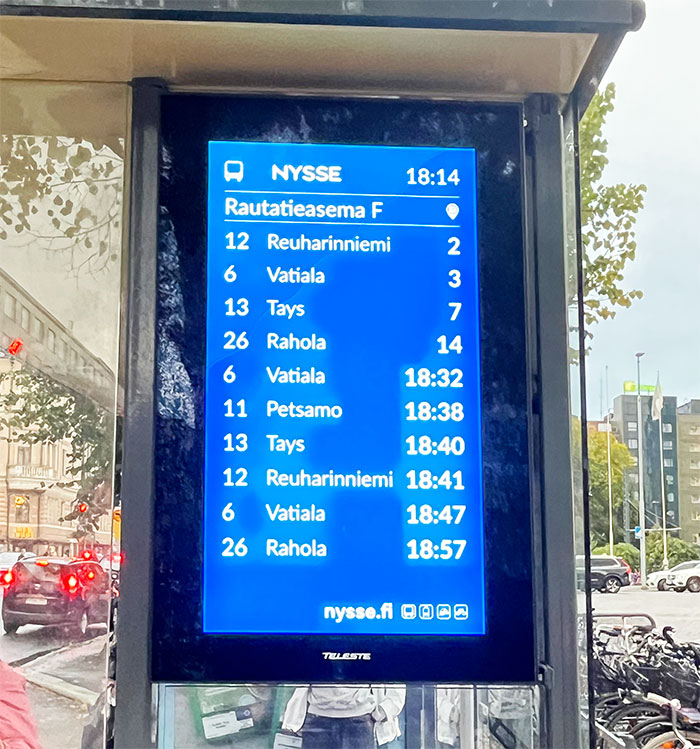 NYSSE 18:14
Rautatieasema F
12 Reuharinniemi 2
6 Vatiala 3
13 Tays 7
26 Rahola 14
6 Vatiala 18:32
11 Petsamo 18:38
13 Tays 18:40
12 Reuharinniemi 18:41
6 Vatiala 18:47
26 Rahola 18:57
nysse.fi
TELESTE